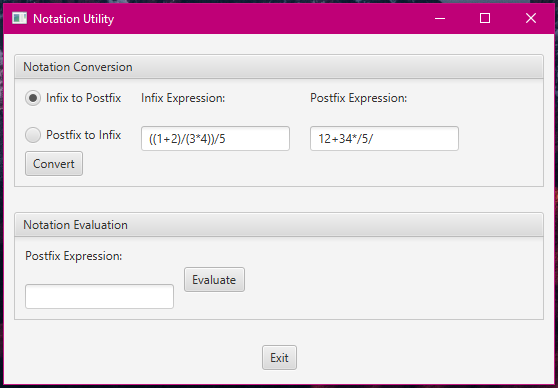 Notation Utility
Notation Conversion
Infix to Postfix
Infix Expression:
Postfix Expression:
Postfix to Infix
((1+2)/(3*4))/5
12+34*/5/
Convert
Notation Evaluation
Postfix Expression:
Evaluate
Exit